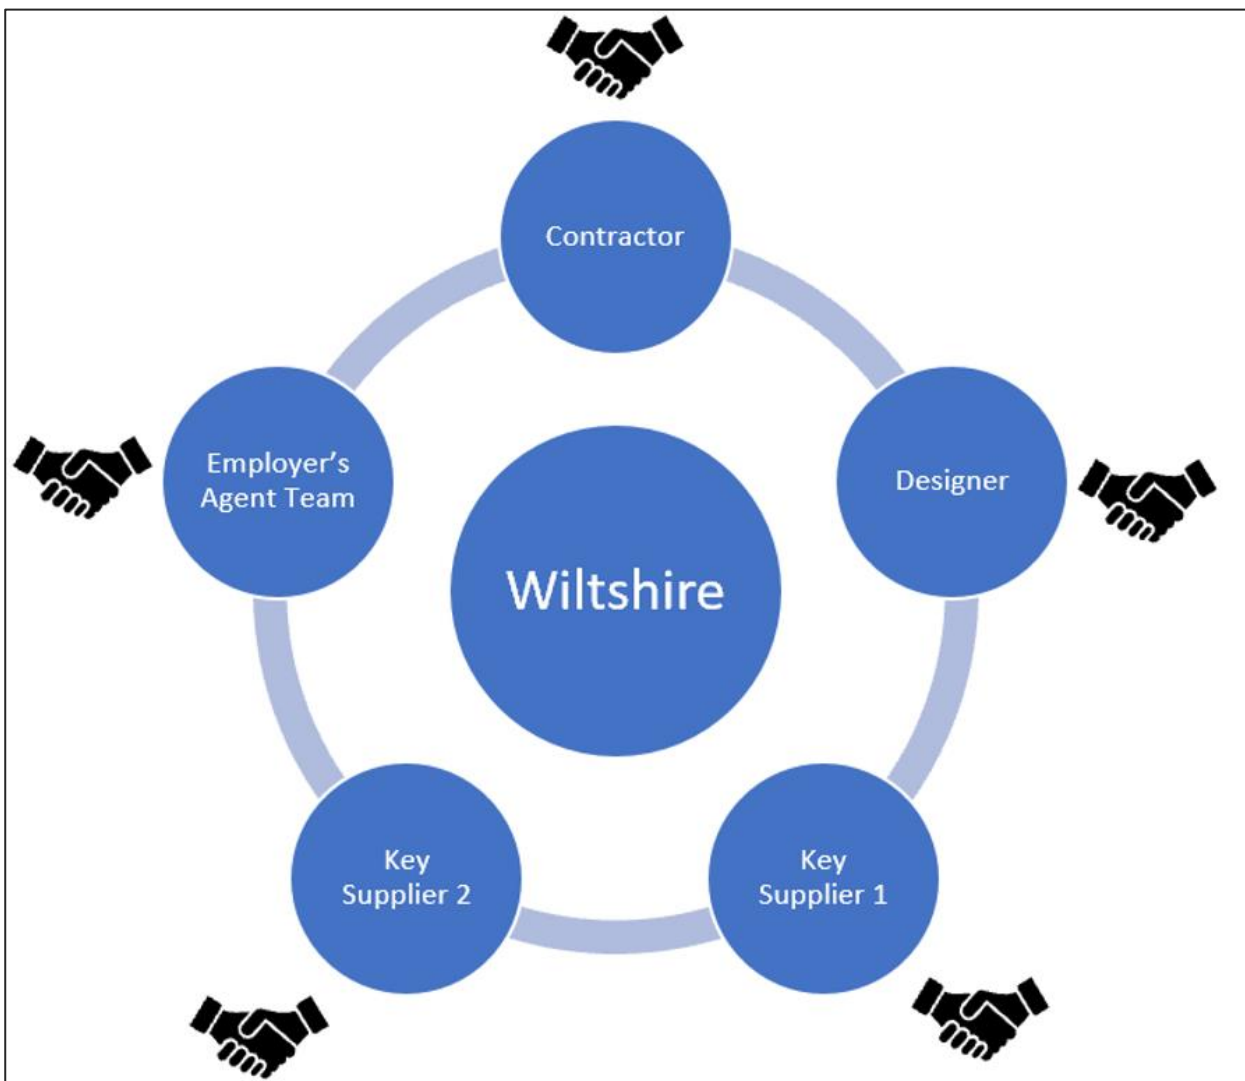 Contractor
Employer’s
Agent Team
Designer
Wiltshire
Key
Supplier 2
Key
Supplier 1